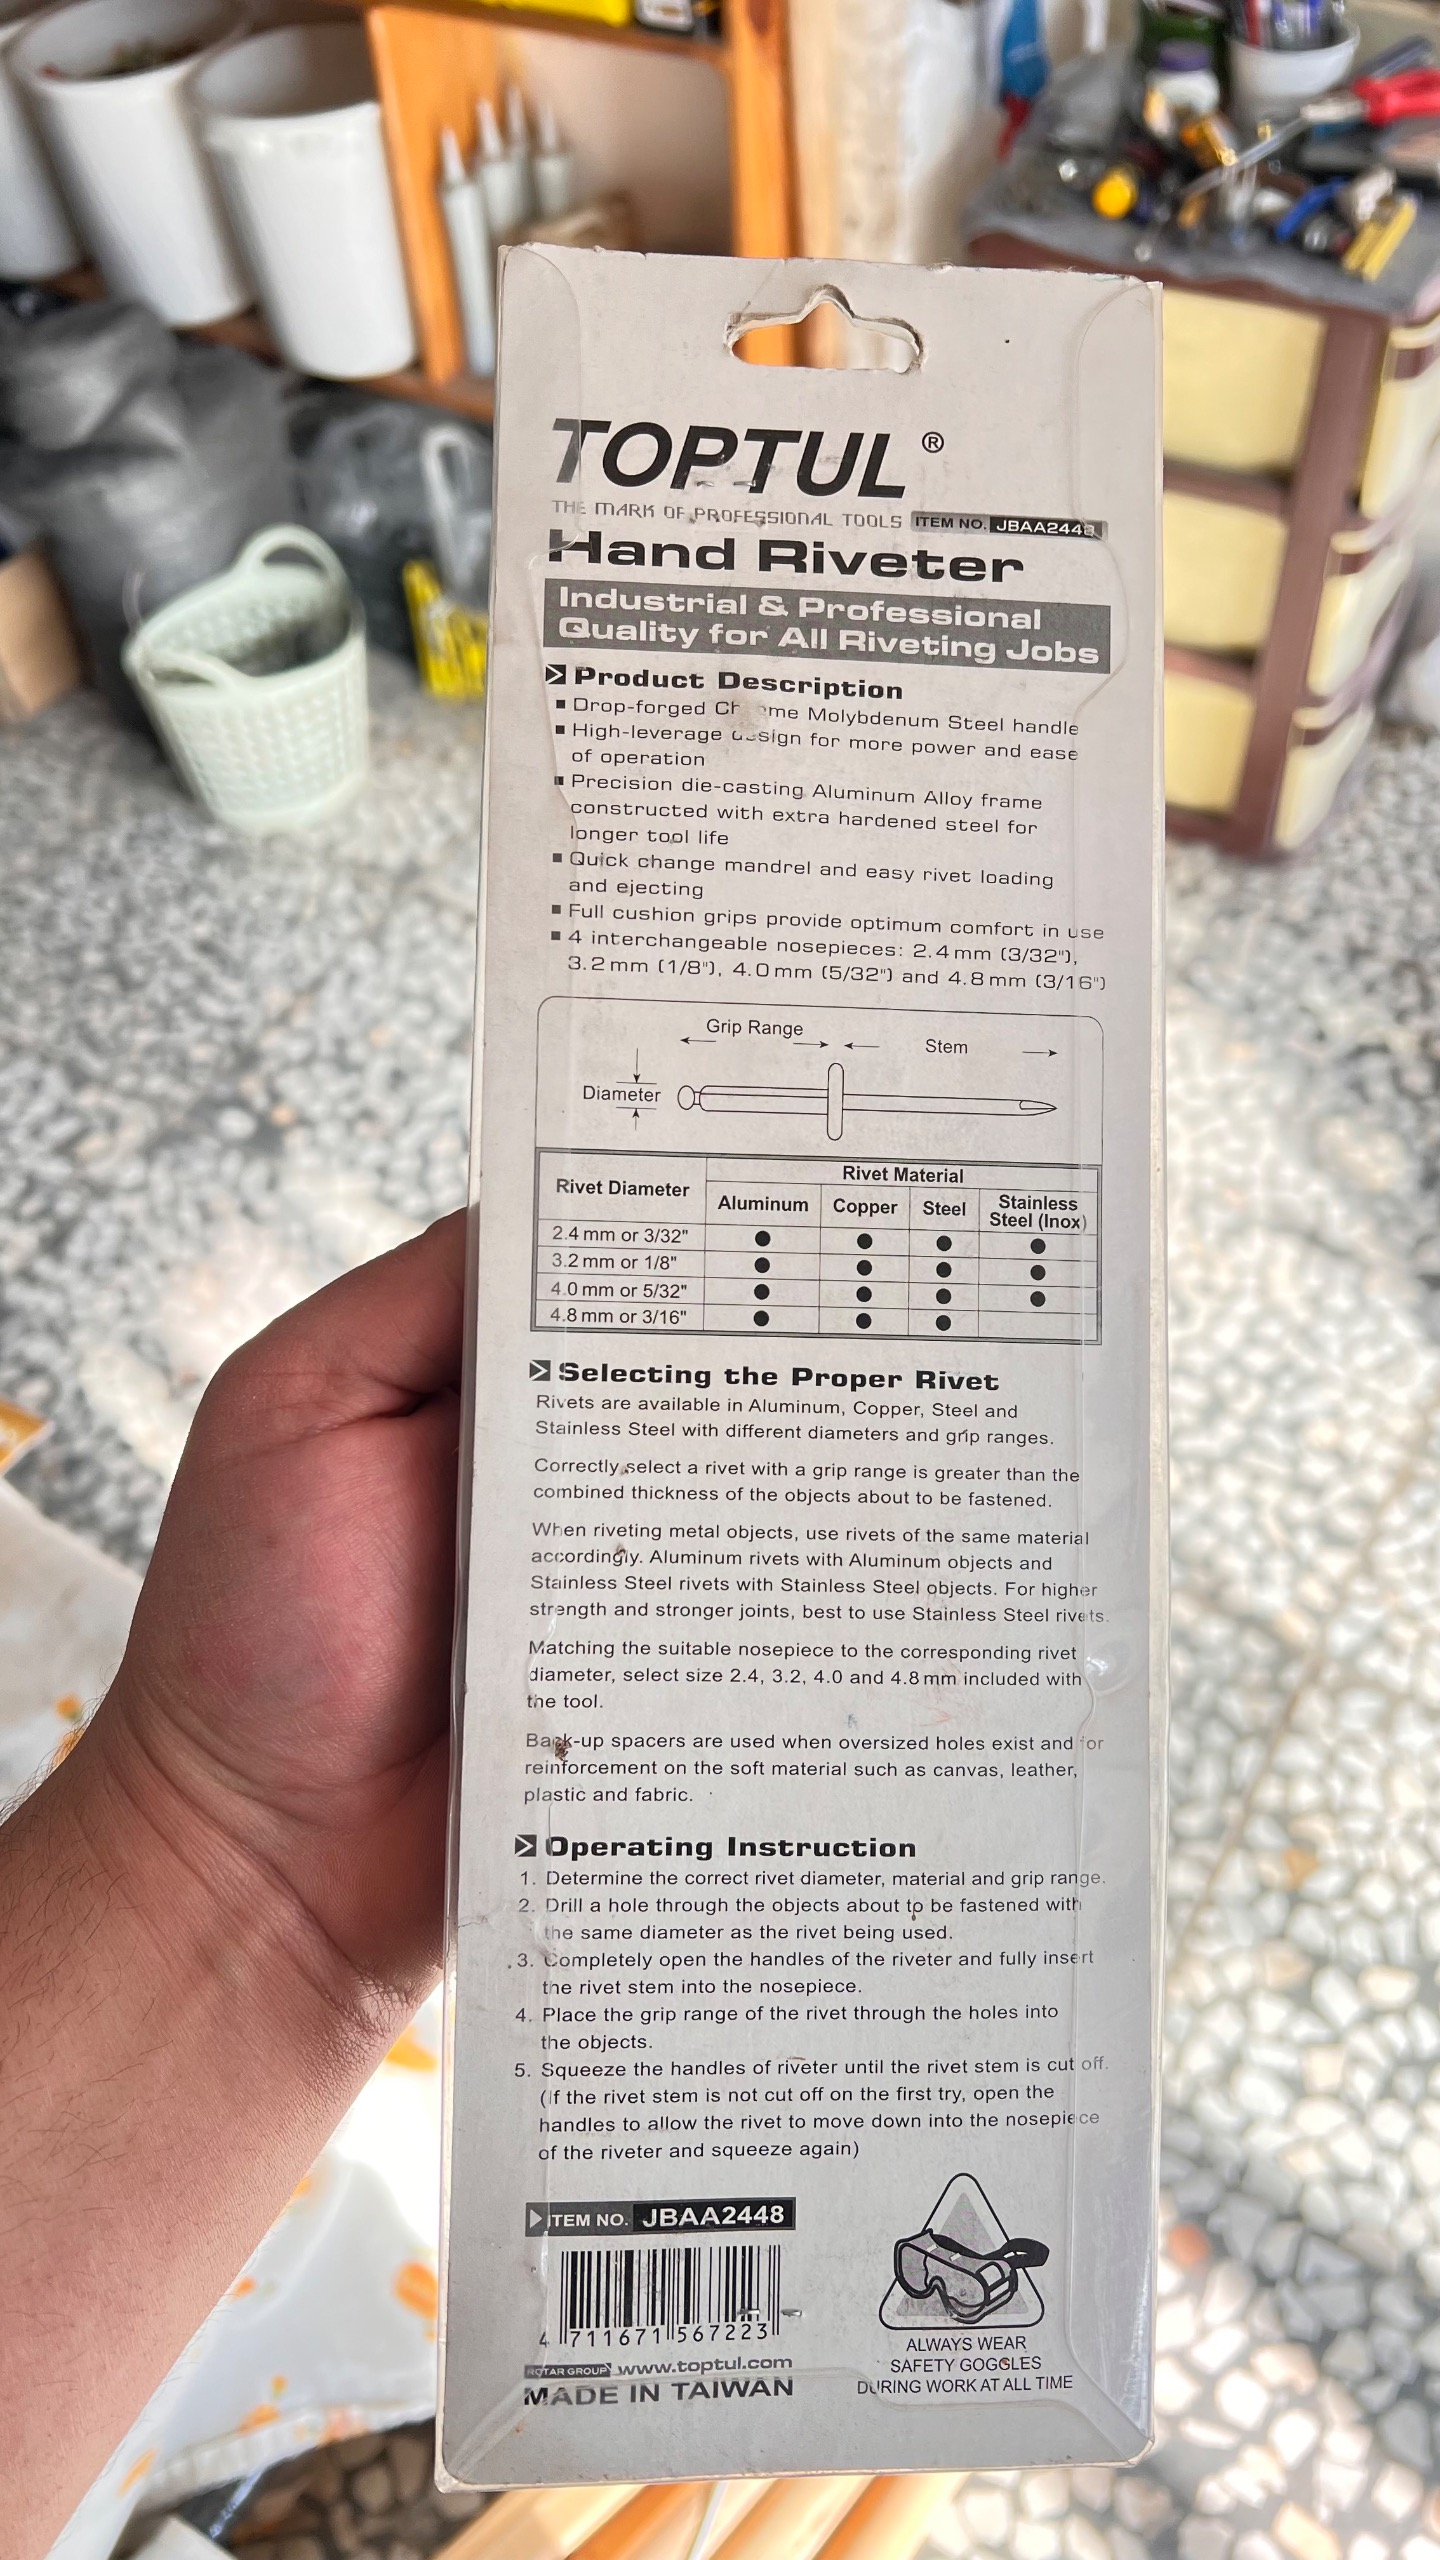 TOPTUL®
THE MARK OF PROFESSIONAL TOOLS ITEM NO. JBAA2448
Hand Riveter
Industrial & Professional
Quality for All Riveting Jobs
Product Description
■ Drop-forged Ch ome Molybdenum Steel handle
■ High-leverage design for more power and ease
of operation
■ Precision die-casting Aluminum Alloy frame
constructed with extra hardened steel for
longer tool life
■ Quick change mandrel and easy rivet loading
and ejecting
■ Full cushion grips provide optimum comfort in use
■ 4 interchangeable nosepieces: 2.4mm (3/32"),
3.2mm (1/8"), 4.0mm (5/32") and 4.8mm (3/16")
Grip Range
Stem
Diameter
Rivet Diameter
Rivet Material
Aluminum Copper Steel Stainless
Steel (Inox)
2.4 mm or 3/32" ● ● ● ●
3.2 mm or 1/8" ● ● ● ●
4.0 mm or 5/32" ● ● ● ●
4.8 mm or 3/16" ● ● ●
Selecting the Proper Rivet
Rivets are available in Aluminum, Copper, Steel and
Stainless Steel with different diameters and grip ranges.
Correctly select a rivet with a grip range is greater than the
combined thickness of the objects about to be fastened.
When riveting metal objects, use rivets of the same material
accordingly. Aluminum rivets with Aluminum objects and
Stainless Steel rivets with Stainless Steel objects. For higher
strength and stronger joints, best to use Stainless Steel rivets.
Matching the suitable nosepiece to the corresponding rivet
diameter, select size 2.4, 3.2, 4.0 and 4.8mm included with
the tool.
Back-up spacers are used when oversized holes exist and for
reinforcement on the soft material such as canvas, leather,
plastic and fabric.
Operating Instruction
1. Determine the correct rivet diameter, material and grip range.
2. Drill a hole through the objects about to be fastened with
the same diameter as the rivet being used.
3. Completely open the handles of the riveter and fully insert
the rivet stem into the nosepiece.
4. Place the grip range of the rivet through the holes into
the objects.
5. Squeeze the handles of riveter until the rivet stem is cut off.
(If the rivet stem is not cut off on the first try, open the
handles to allow the rivet to move down into the nosepiece
of the riveter and squeeze again)
ITEM NO. JBAA2448
4 711671 567223
ROTAR GROUP www.toptul.com
MADE IN TAIWAN
ALWAYS WEAR
SAFETY GOGGLES
DURING WORK AT ALL TIME